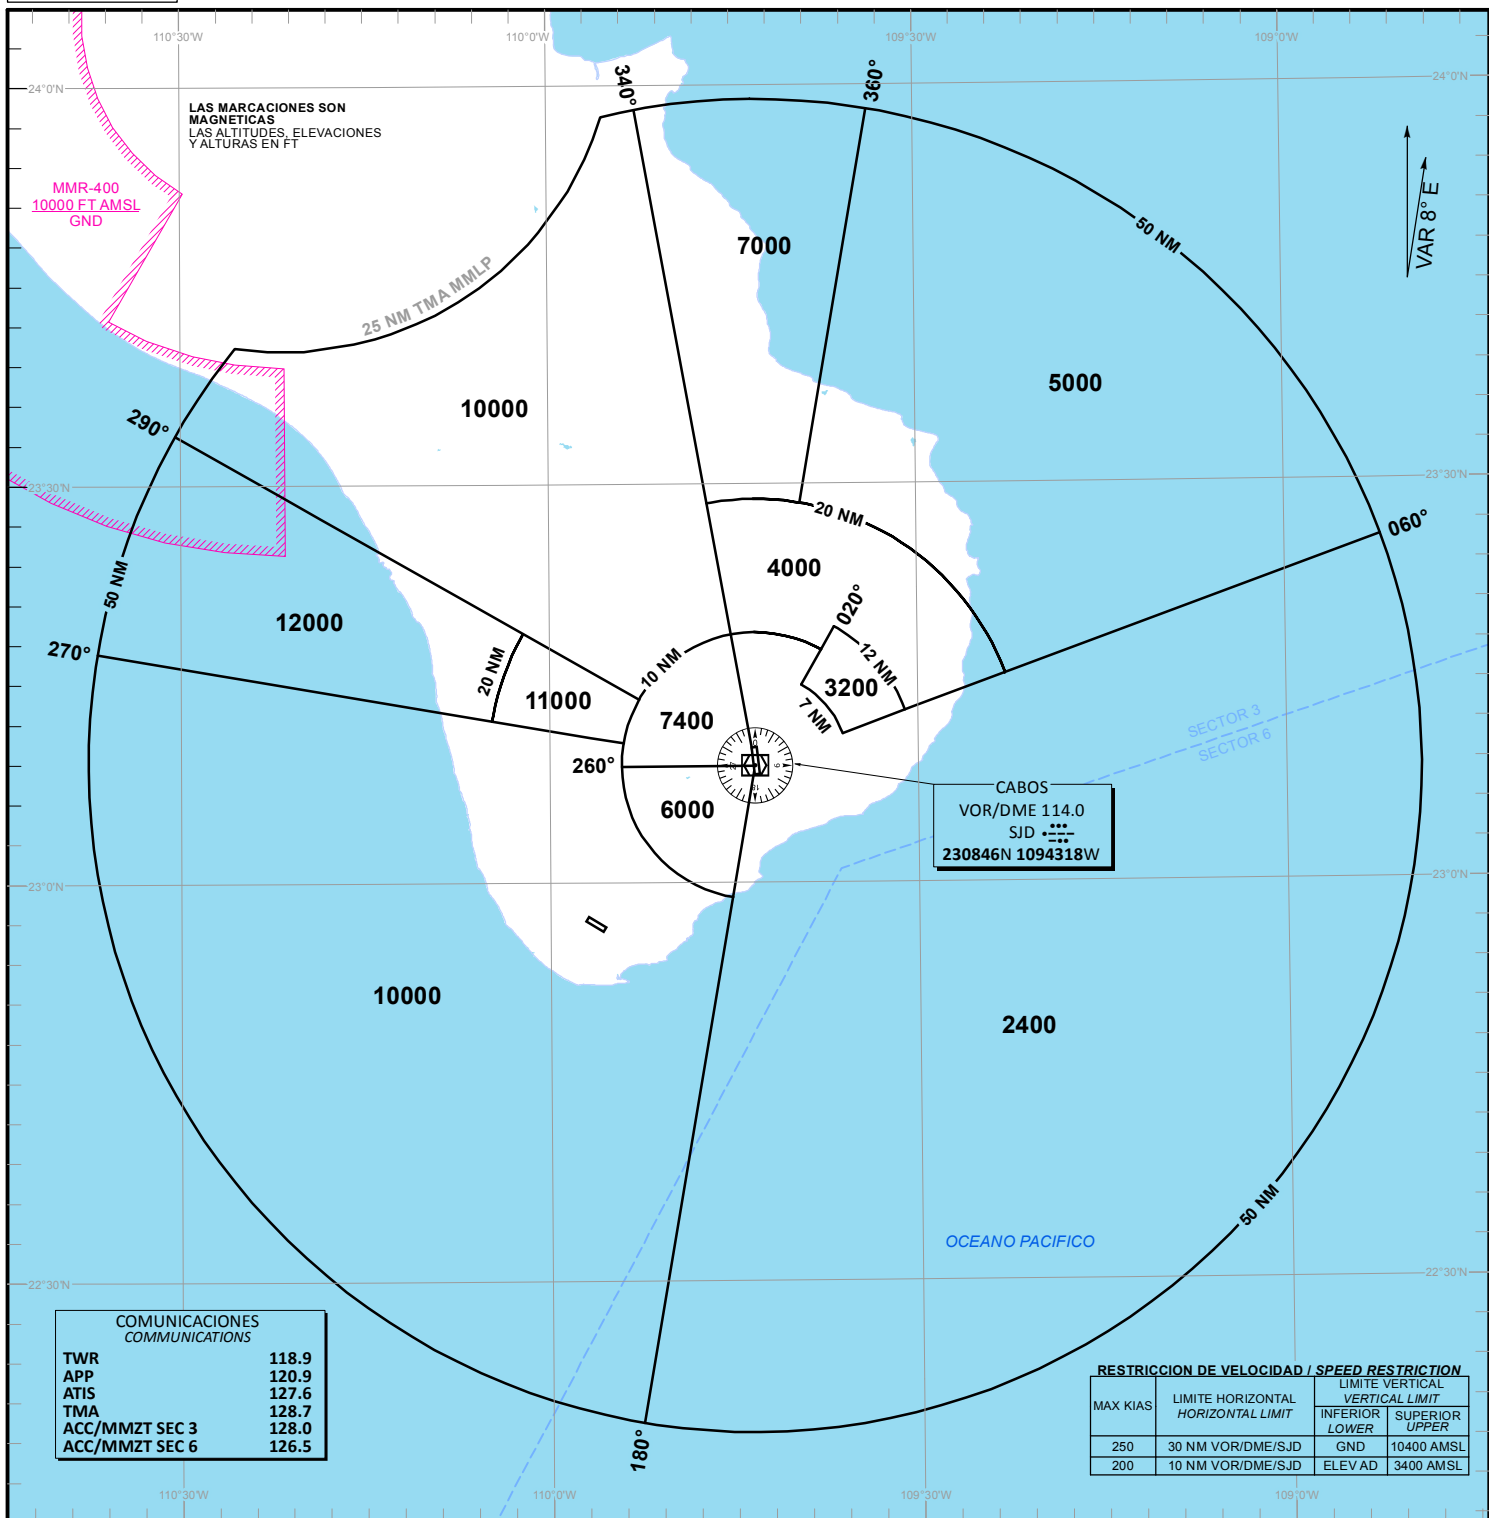 110°30'W
110°0'W
109°30'W
109°0'W
24°0'N
24°0'N
340°
360°
LAS MARCACIONES SON
MAGNETICAS
LAS ALTITUDES, ELEVACIONES
Y ALTURAS EN FT
MMR-400
10000 FT AMSL
GND
VAR 8° E
50 NM
7000
25 NM TMA MMLP
5000
10000
290°
23°30'N
23°30'N
20 NM
060°
4000
50 NM
020°
12000
270°
20 NM
10 NM
12 NM
11000
3200
7 NM
7400
SECTOR 3
SECTOR 6
260°
6000
CABOS
VOR/DME 114.0
SJD
230846N 1094318W
23°0'N
23°0'N
10000
2400
50 NM
OCEANO PACIFICO
22°30'N
22°30'N
180°
COMUNICACIONES
COMMUNICATIONS
TWR 118.9
APP 120.9
ATIS 127.6
TMA 128.7
ACC/MMZT SEC 3 128.0
ACC/MMZT SEC 6 126.5
RESTRICCION DE VELOCIDAD / SPEED RESTRICTION
MAX KIAS
LIMITE HORIZONTAL
HORIZONTAL LIMIT
LIMITE VERTICAL
VERTICAL LIMIT
INFERIOR
LOWER
SUPERIOR
UPPER
250 30 NM VOR/DME/SJD GND 10400 AMSL
200 10 NM VOR/DME/SJD ELEV AD 3400 AMSL
110°30'W
110°0'W
109°30'W
109°0'W